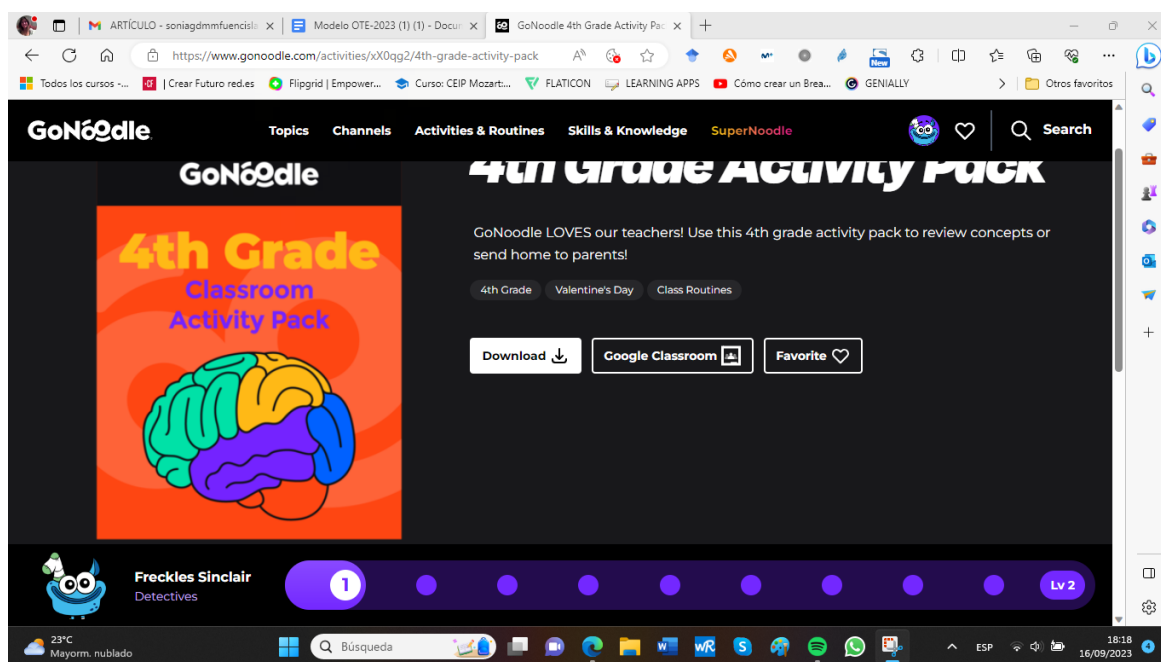 ARTÍCULO - soniagdmmfuencisla
Modelo OTE-2023 (1) (1) - Docur
GoNoodle 4th Grade Activity Pac
https://www.gonoodle.com/activities/xX0qg2/4th-grade-activity-pack
New
Todos los cursos -...
| Crear Futuro red.es
Flipgrid | Empower...
Curso: CEIP Mozart:...
FLATICON
LEARNING APPS
Cómo crear un Brea...
GENIALLY
Otros favoritos
GoNoodle
Topics
Channels
Activities & Routines
Skills & Knowledge
SuperNoodle
Search
GoNoodle
4th Grade
Classroom
Activity Pack
4th Grade Activity Pack
GoNoodle LOVES our teachers! Use this 4th grade activity pack to review concepts or
send home to parents!
4th Grade
Valentine's Day
Class Routines
Download
Google Classroom
Favorite
Freckles Sinclair
Detectives
1
Lv 2
23°C
Mayorm. nublado
Búsqueda
ESP
18:18
16/09/2023
4